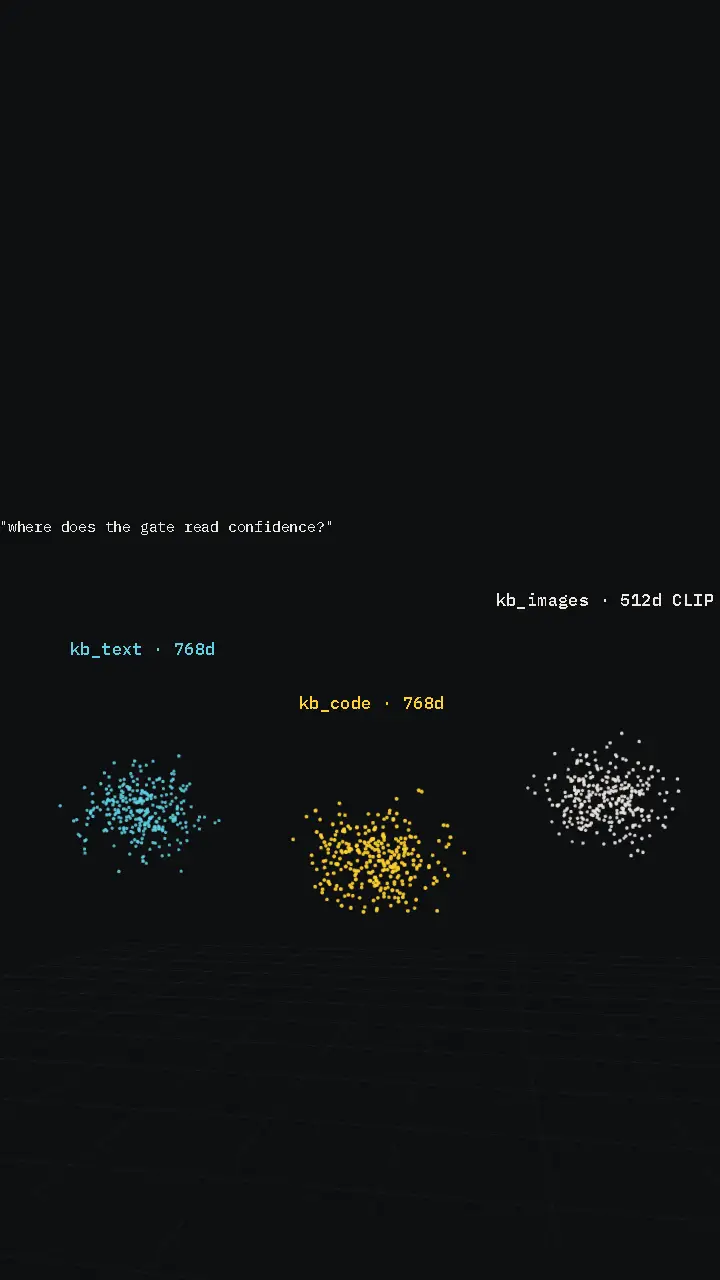 "where does the gate read confidence?"
kb_images · 512d CLIP
kb_text · 768d
kb_code · 768d